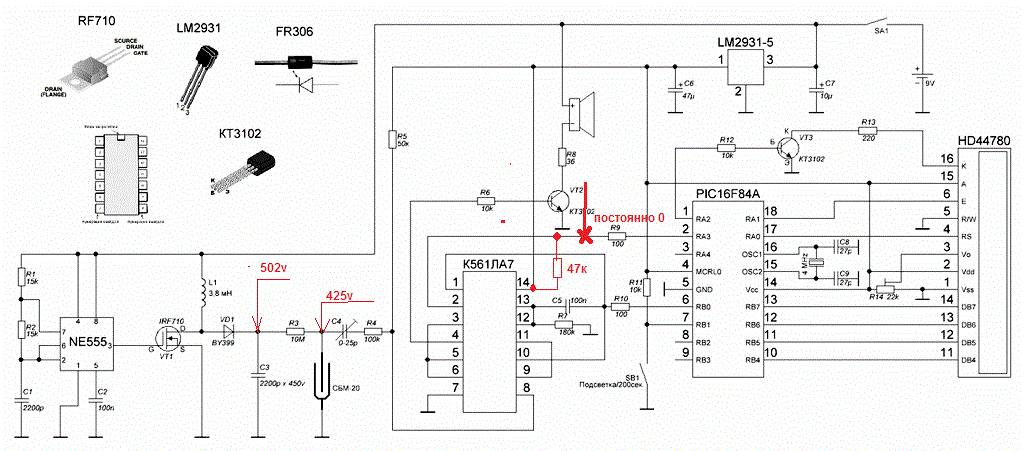 RF710
SOURCE
DRAIN
GATE
DRAIN
(FLANGE)
LM2931
1 2 3
FR306
KT3102
К
Б
Э
R1
15k
R2
15k
NE555
4
8
7
6
2
3
1
5
C1
2200p
C2
100n
L1
3,8 мН
IRF710
G
S
VT1
VD1
BY399
502v
C3
2200p x 450v
R3
10M
425v
C4
0-25p
R4
100k
СБМ-20
R5
50к
R6
10k
R8
36
VT2
КТ3102
постоянно 0
R9
100
47к
К561ЛА7
1
2
3
4
5
6
7
14
13
12
11
10
9
8
C5
100n
R7
180k
R10
100
R11
10k
SB1
Подсветка/200сек.
LM2931-5
1
3
2
C6
47µ
C7
10µ
SA1
9V
R12
10k
К
Б
Э
VT3
КТ3102
R13
220
PIC16F84A
1 RA2 RA1 18
2 RA3 RA0 17
3 RA4 OSC1 16
4 MCRL0 OSC2 15
5 GND Vcc 14
6 RB0 RB7 13
7 RB1 RB6 12
8 RB2 RB5 11
9 RB3 RB4 10
C8
27p
4 MHz
C9
27p
R14 22k
HD44780
16 K
15 A
6 E
5 R/W
4 RS
3 Vo
2 Vdd
1 Vss
14 DB7
13 DB6
12 DB5
11 DB4